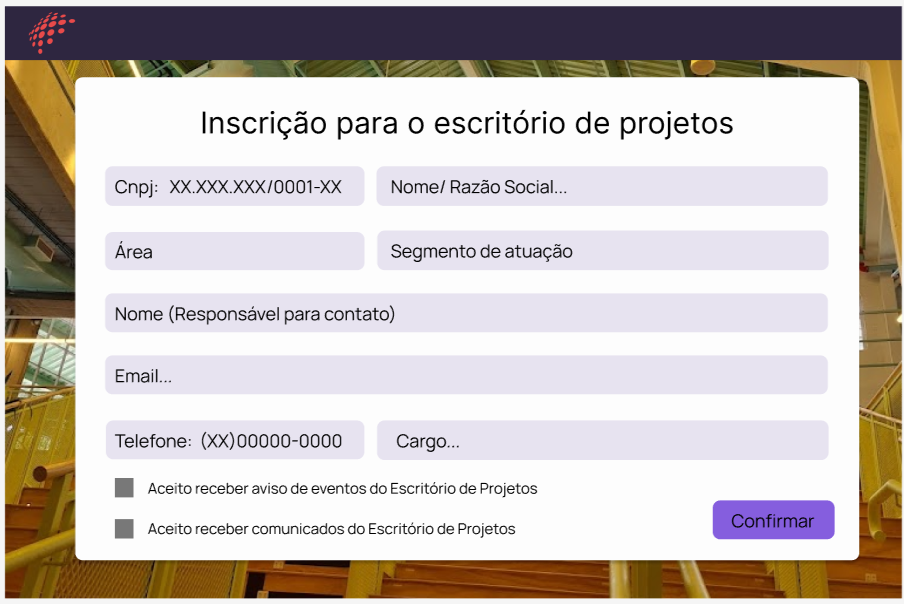 Inscrição para o escritório de projetos
Cnpj: XX.XXX.XXX/0001-XX
Nome/ Razão Social...
Área
Segmento de atuação
Nome (Responsável para contato)
Email...
Telefone: (XX)00000-0000
Cargo...
Aceito receber aviso de eventos do Escritório de Projetos
Aceito receber comunicados do Escritório de Projetos
Confirmar